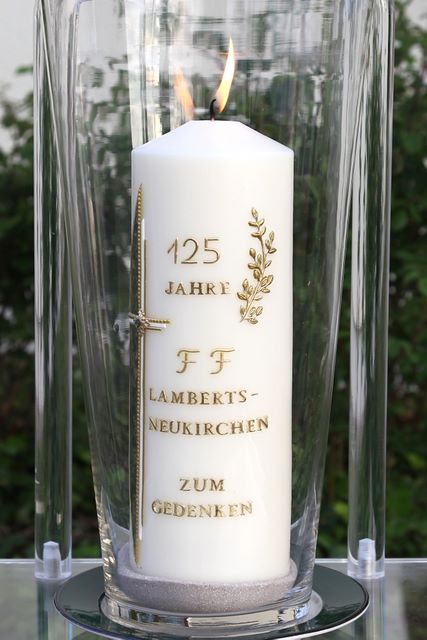 125
JAHRE
FF
LAMBERTS-
NEUKIRCHEN
ZUM
GEDENKEN